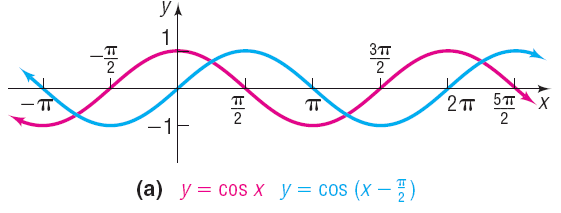 y
1
−π/2
3π/2
−π
π/2
π
2π
5π/2
x
−1
(a) y = cos x y = cos (x − π/2)